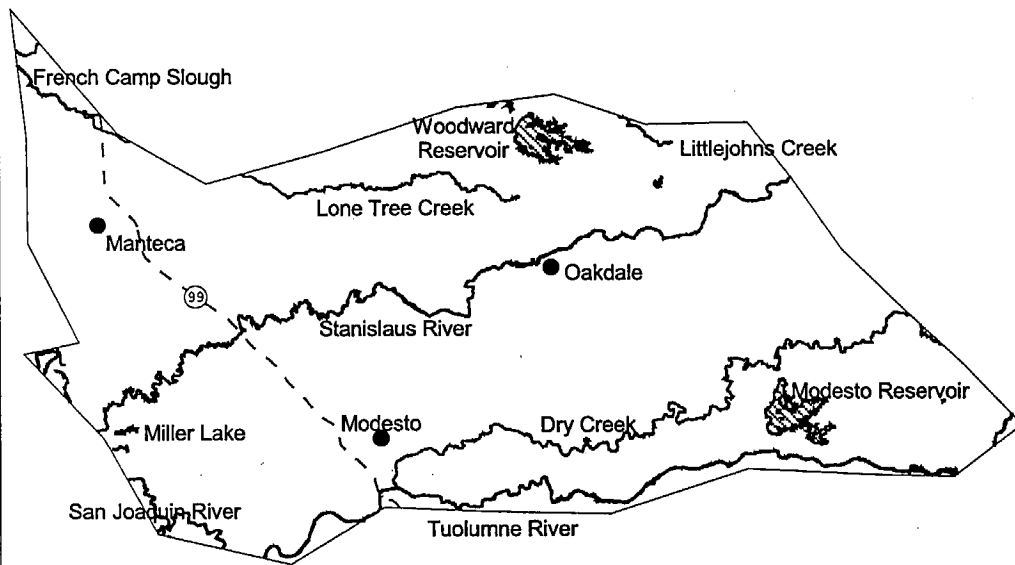 French Camp Slough
Woodward
Reservoir
Littlejohns Creek
Lone Tree Creek
Manteca
Oakdale
99
Stanislaus River
Modesto Reservoir
Modesto
Dry Creek
Miller Lake
San Joaquin River
Tuolumne River